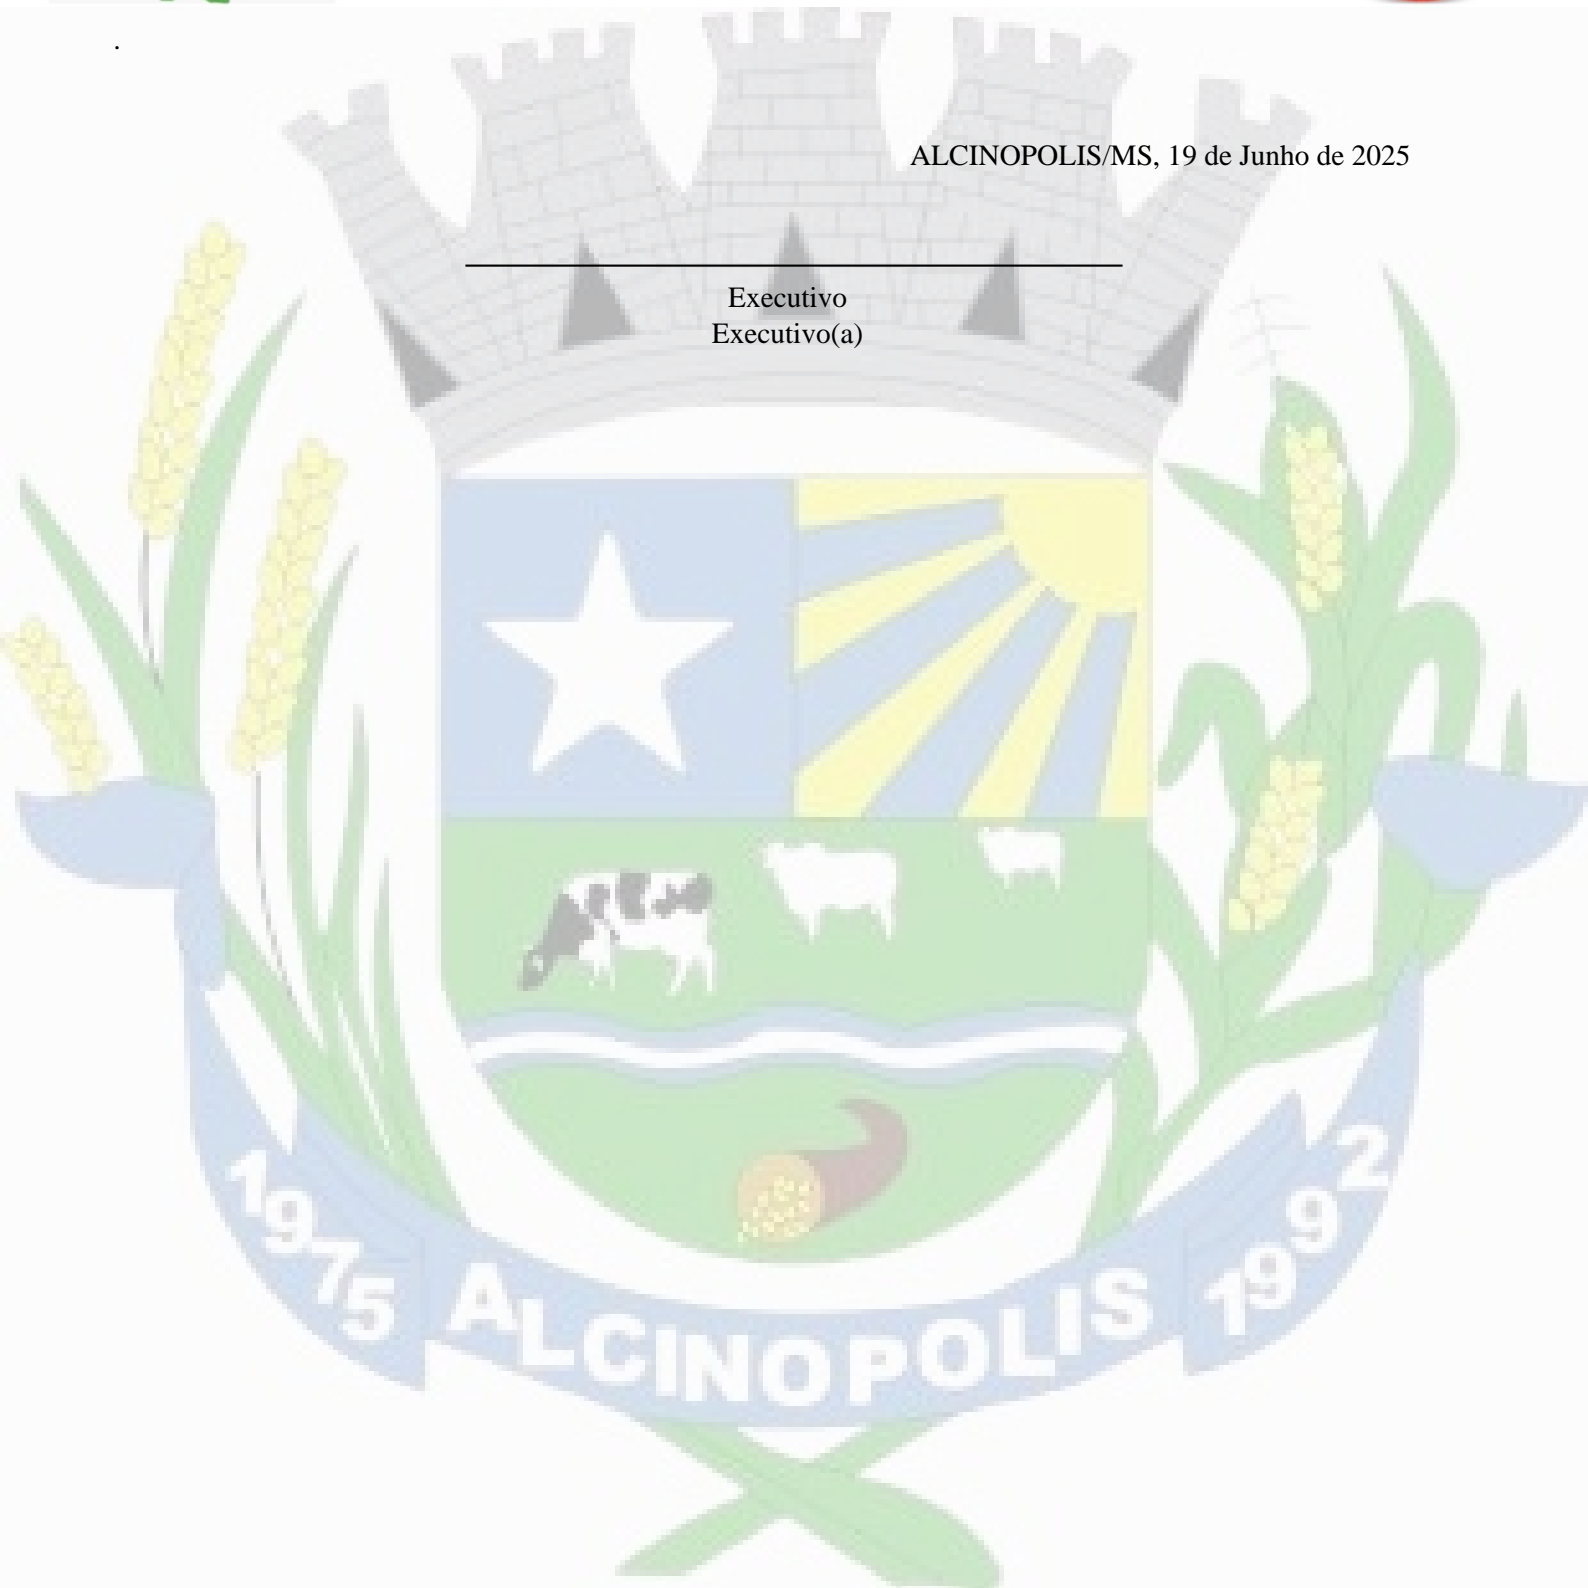 .
ALCINOPOLIS/MS, 19 de Junho de 2025
Executivo
Executivo(a)
1975 ALCINOPOLIS 1992